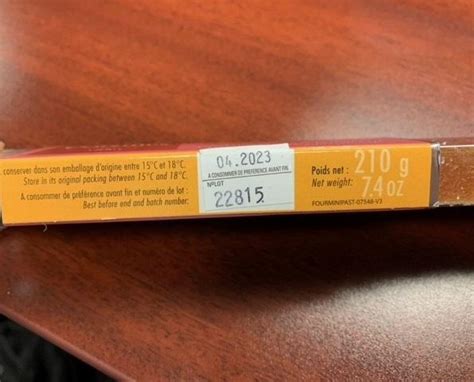 conserver dans son emballage d'origine entre 15°C et 18°C.
Store in its original packing between 15°C and 18°C.
A consommer de préférence avant fin et numéro de lot :
Best before end and batch number:
04.2023
A CONSOMMER DE PREFERENCE AVANT FIN
N°LOT
22815
Poids net : 210 g
Net weight: 7.4 oz
FOURMINIPAST-07548-V3